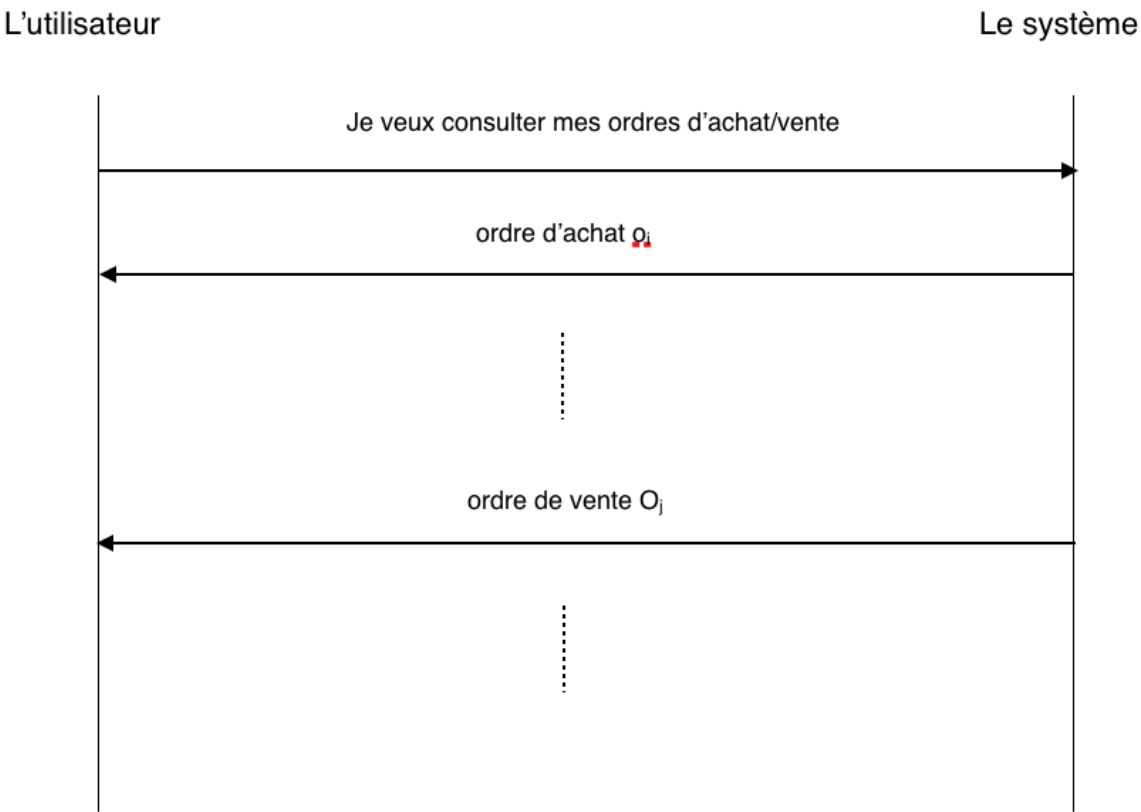 L'utilisateur
Le système
Je veux consulter mes ordres d'achat/vente
ordre d'achat oᵢ
ordre de vente Oⱼ